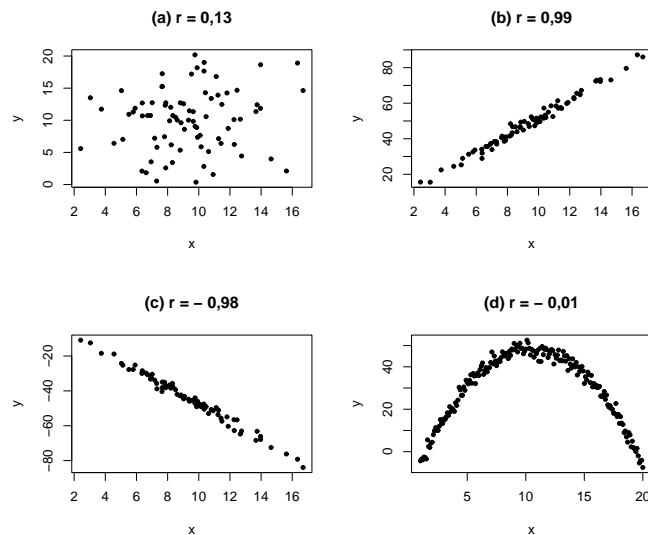 (a) r = 0,13
y
0 5 10 15 20
2 4 6 8 10 12 14 16
x
(b) r = 0,99
y
20 40 60 80
2 4 6 8 10 12 14 16
x
(c) r = − 0,98
y
−80 −60 −40 −20
2 4 6 8 10 12 14 16
x
(d) r = − 0,01
y
0 20 40
5 10 15 20
x